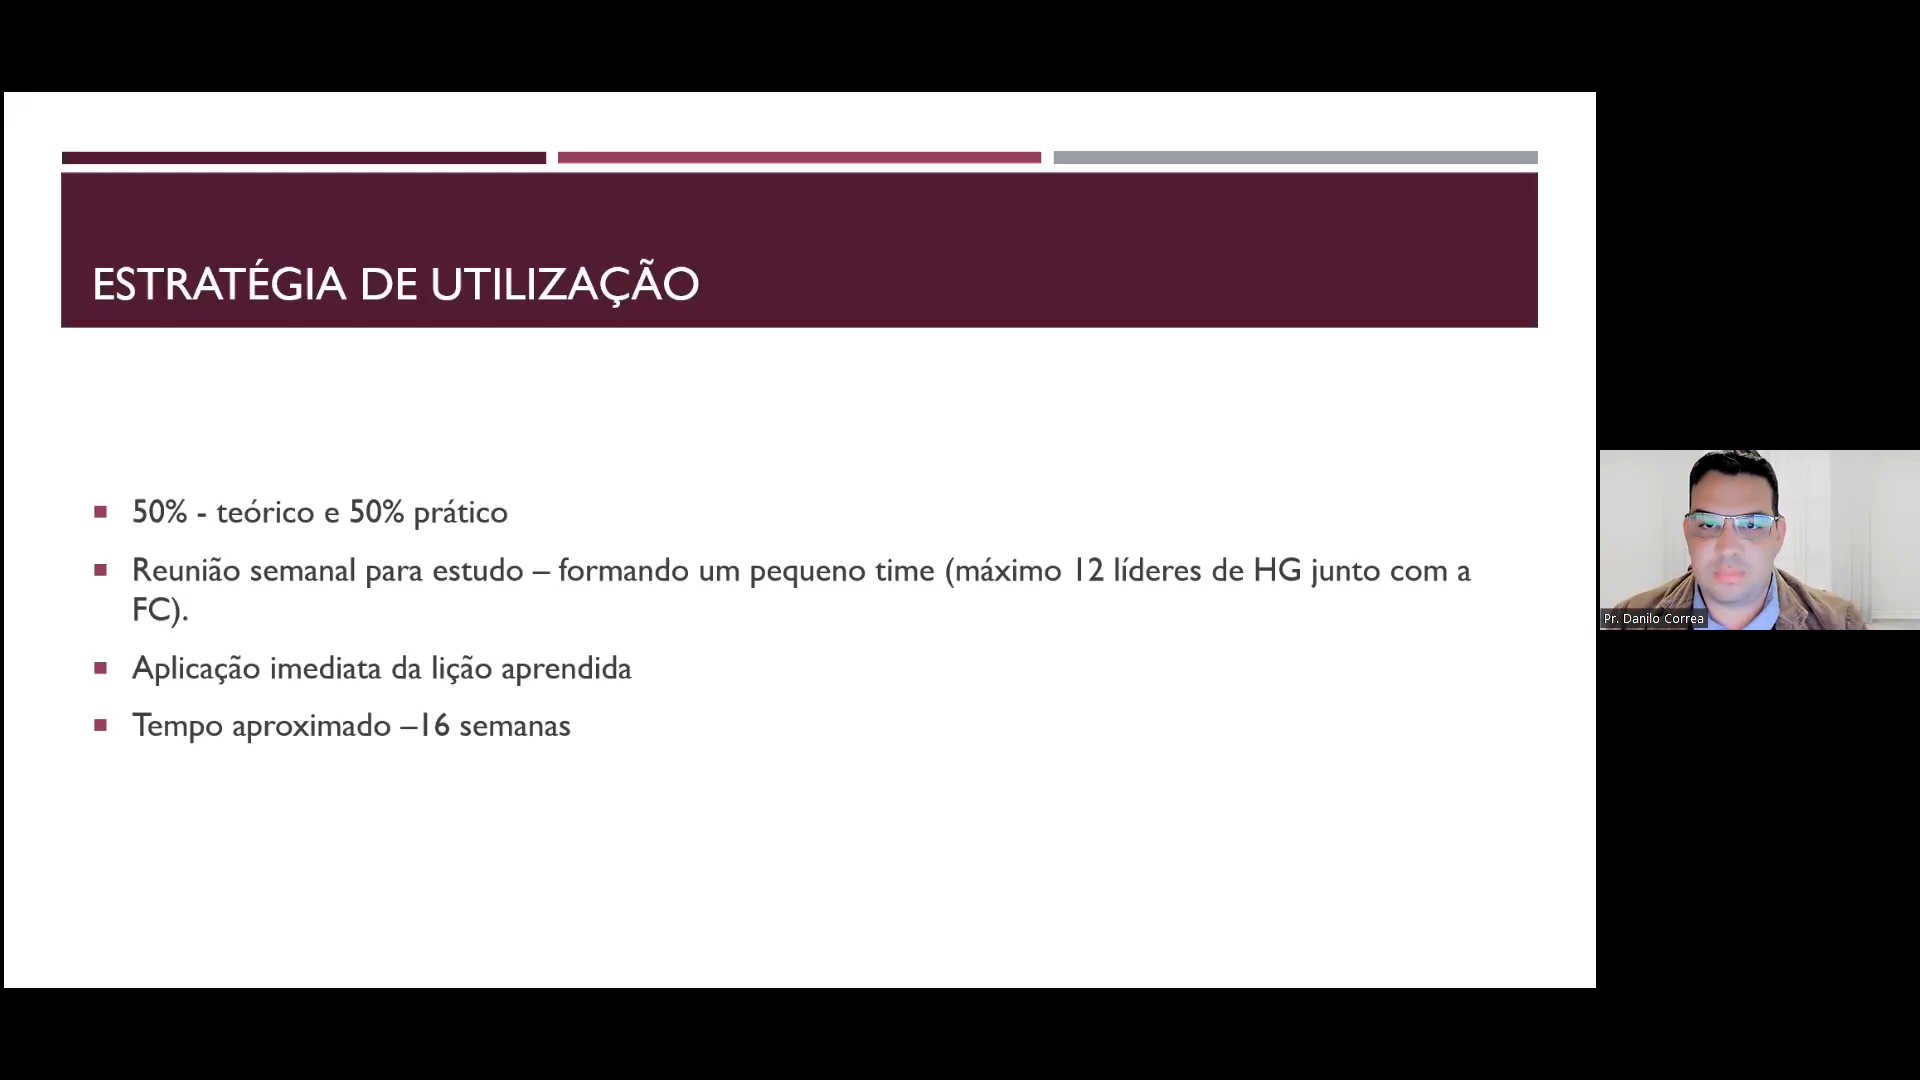 ESTRATÉGIA DE UTILIZAÇÃO
50% - teórico e 50% prático
Reunião semanal para estudo – formando um pequeno time (máximo 12 líderes de HG junto com a
FC).
Aplicação imediata da lição aprendida
Tempo aproximado –16 semanas
Pr. Danilo Correa